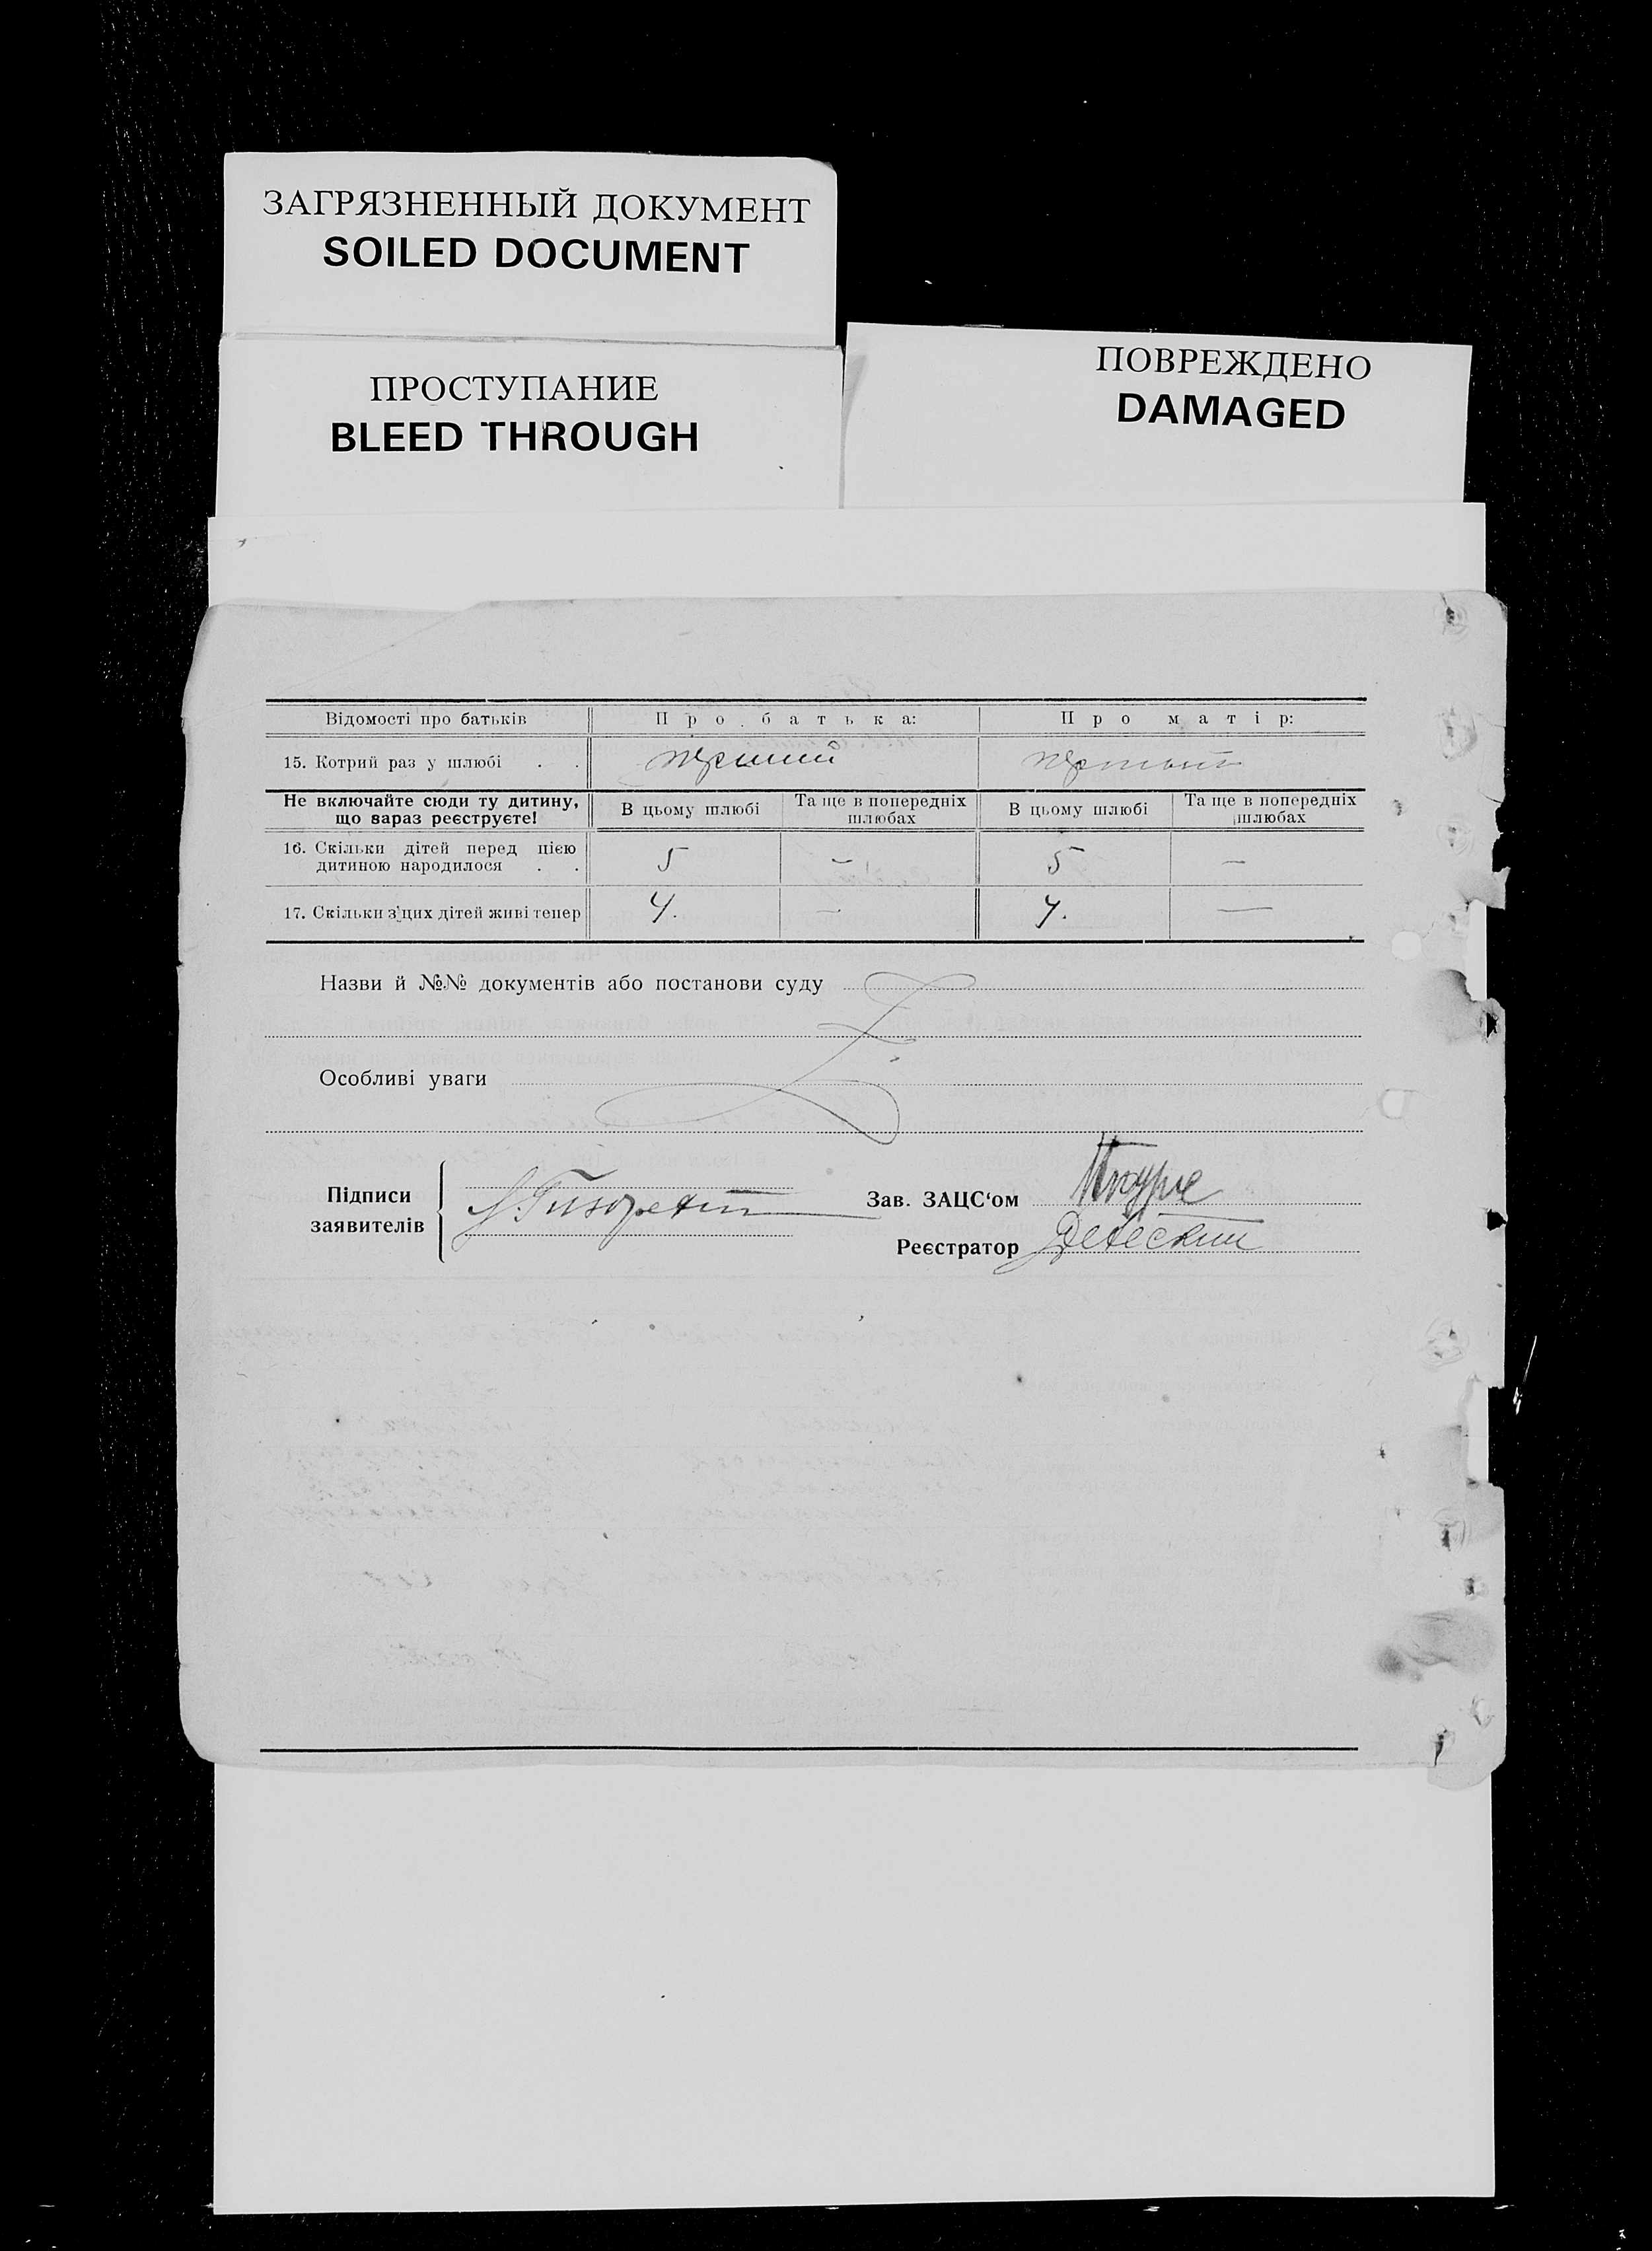 ЗАГРЯЗНЕННЫЙ ДОКУМЕНТ
SOILED DOCUMENT
ПРОСТУПАНИЕ
BLEED THROUGH
ПОВРЕЖДЕНО
DAMAGED
Відомості про батьків Про батька: Про матір:
15. Котрий раз у шлюбі . . перший
Не включайте сюди ту дитину, що вараз реєструєте! В цьому шлюбі Та ще в попередніх шлюбах В цьому шлюбі Та ще в попередніх шлюбах
16. Скільки дітей перед цією
дитиною народилося . . 5 – 5 —
17. Скільки з цих дітей живі тепер 4. – 4. —
Назви й №№ документів або постанови суду
Особливі уваги
Підписи
заявителів
Зав. ЗАЦС‘ом
Реєстратор